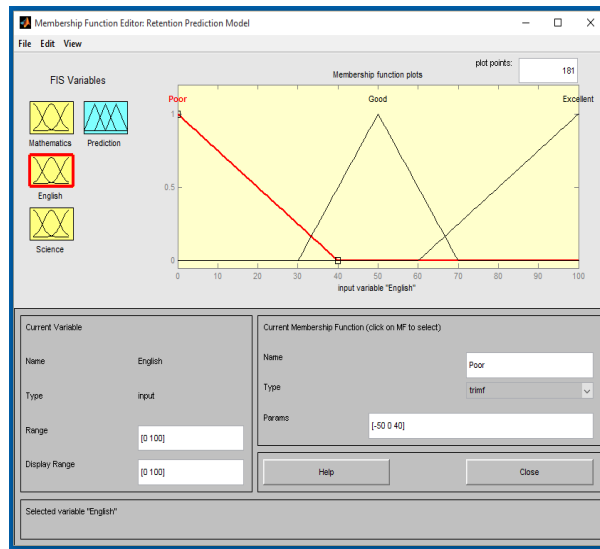 Membership Function Editor: Retention Prediction Model
File Edit View
FIS Variables
Mathematics
Prediction
English
Science
Membership function plots
plot points:
181
Poor
Good
Excellent
1
0.5
0
0 10 20 30 40 50 60 70 80 90 100
input variable "English"
Current Variable
Name English
Type input
Range [0 100]
Display Range [0 100]
Current Membership Function (click on MF to select)
Name Poor
Type trimf
Params [-50 0 40]
Help
Close
Selected variable "English"